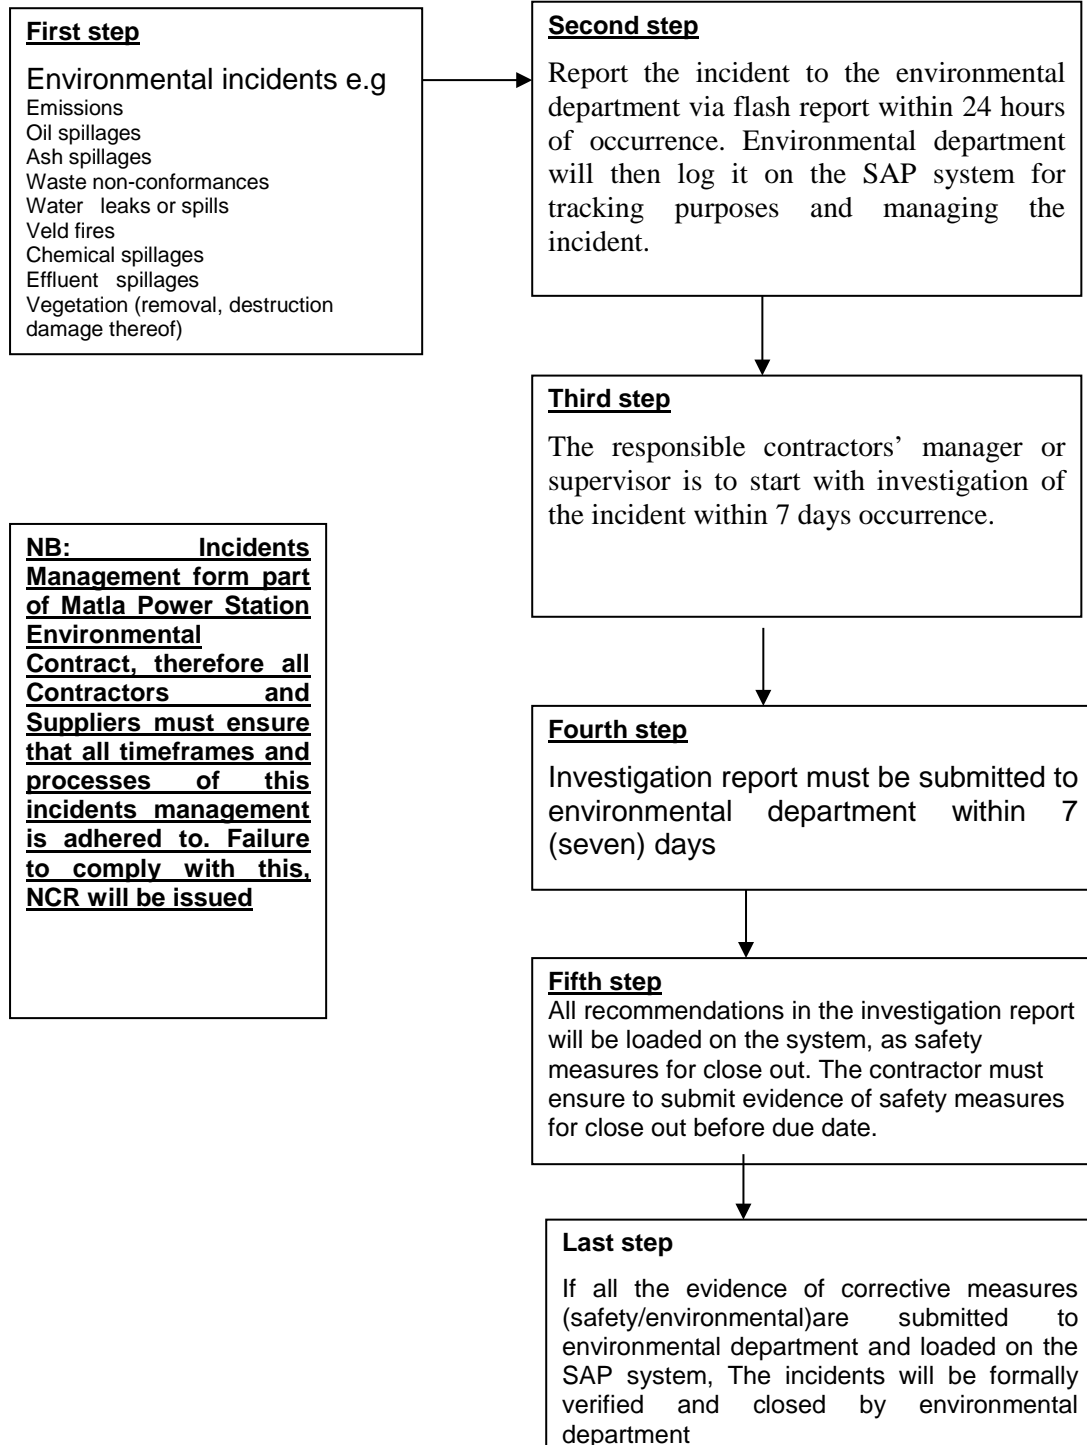 First step
Environmental incidents e.g
Emissions
Oil spillages
Ash spillages
Waste non-conformances
Water leaks or spills
Veld fires
Chemical spillages
Effluent spillages
Vegetation (removal, destruction
damage thereof)
Second step
Report the incident to the environmental
department via flash report within 24 hours
of occurrence. Environmental department
will then log it on the SAP system for
tracking purposes and managing the
incident.
Third step
The responsible contractors’ manager or
supervisor is to start with investigation of
the incident within 7 days occurrence.
NB: Incidents
Management form part
of Matla Power Station
Environmental
Contract, therefore all
Contractors and
Suppliers must ensure
that all timeframes and
processes of this
incidents management
is adhered to. Failure
to comply with this,
NCR will be issued
Fourth step
Investigation report must be submitted to
environmental department within 7
(seven) days
Fifth step
All recommendations in the investigation report
will be loaded on the system, as safety
measures for close out. The contractor must
ensure to submit evidence of safety measures
for close out before due date.
Last step
If all the evidence of corrective measures
(safety/environmental)are submitted to
environmental department and loaded on the
SAP system, The incidents will be formally
verified and closed by environmental
department